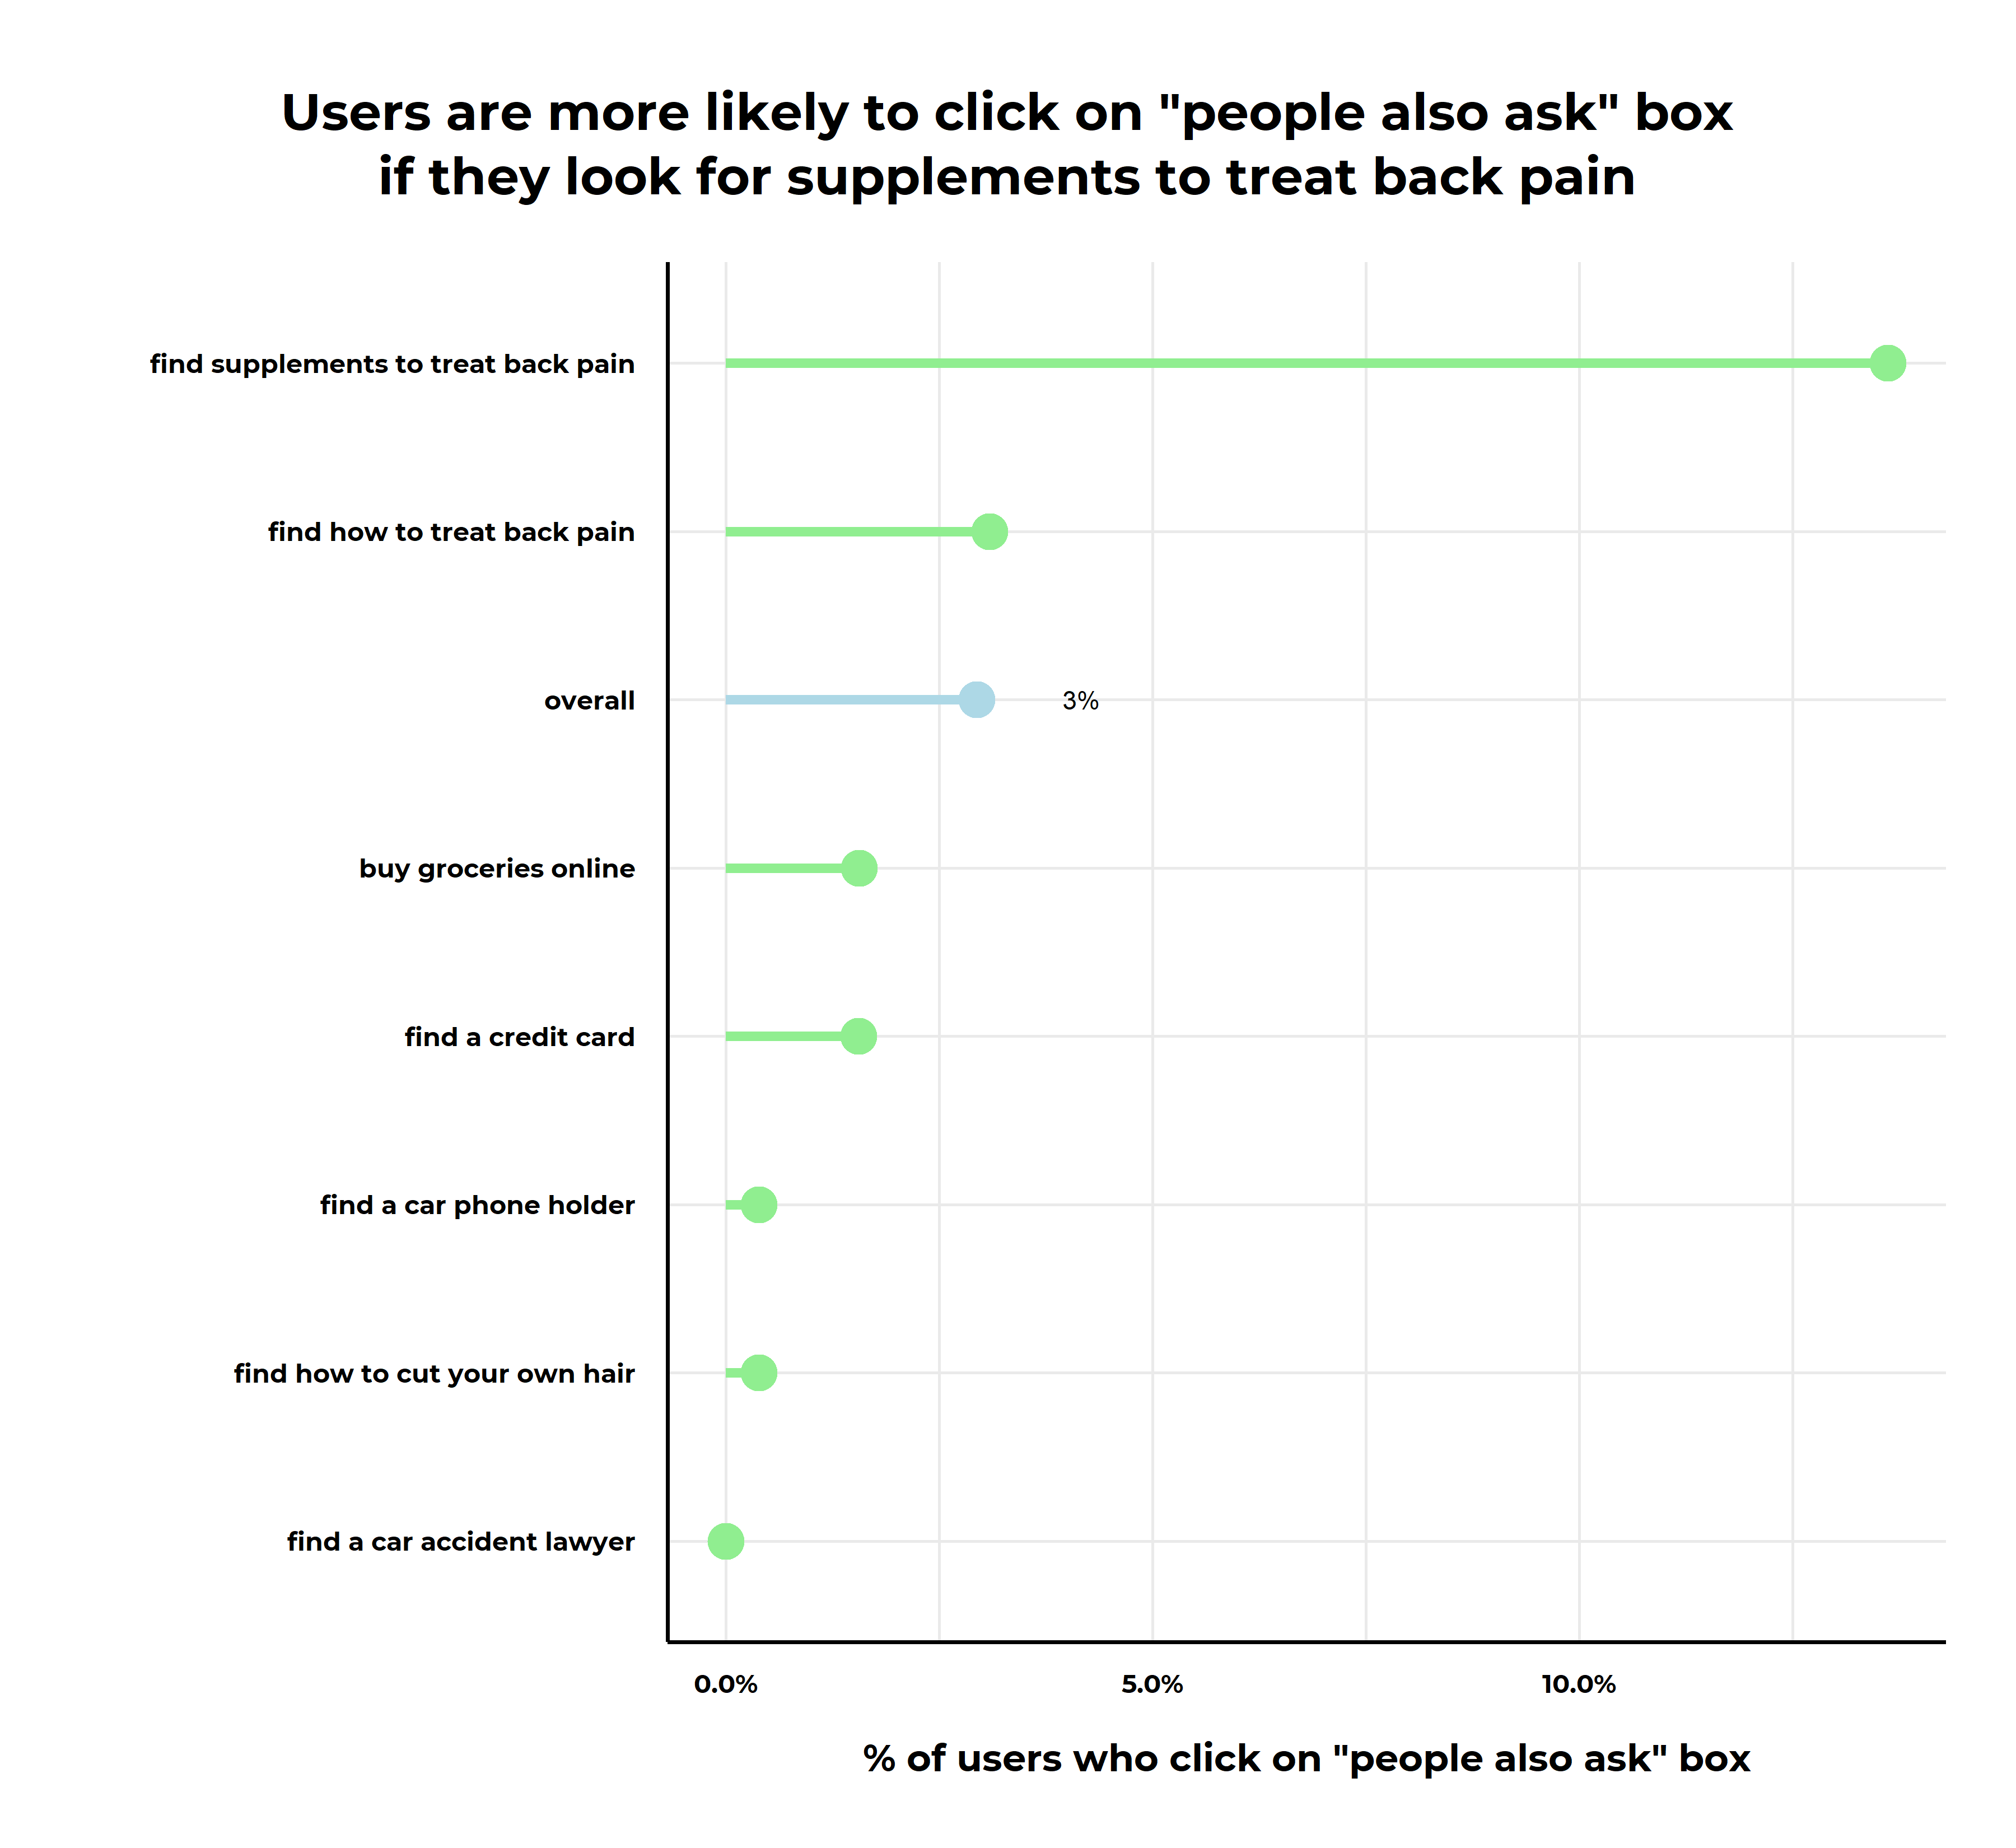 Users are more likely to click on "people also ask" box
if they look for supplements to treat back pain
find supplements to treat back pain
find how to treat back pain
overall
3%
buy groceries online
find a credit card
find a car phone holder
find how to cut your own hair
find a car accident lawyer
0.0%
5.0%
10.0%
% of users who click on "people also ask" box